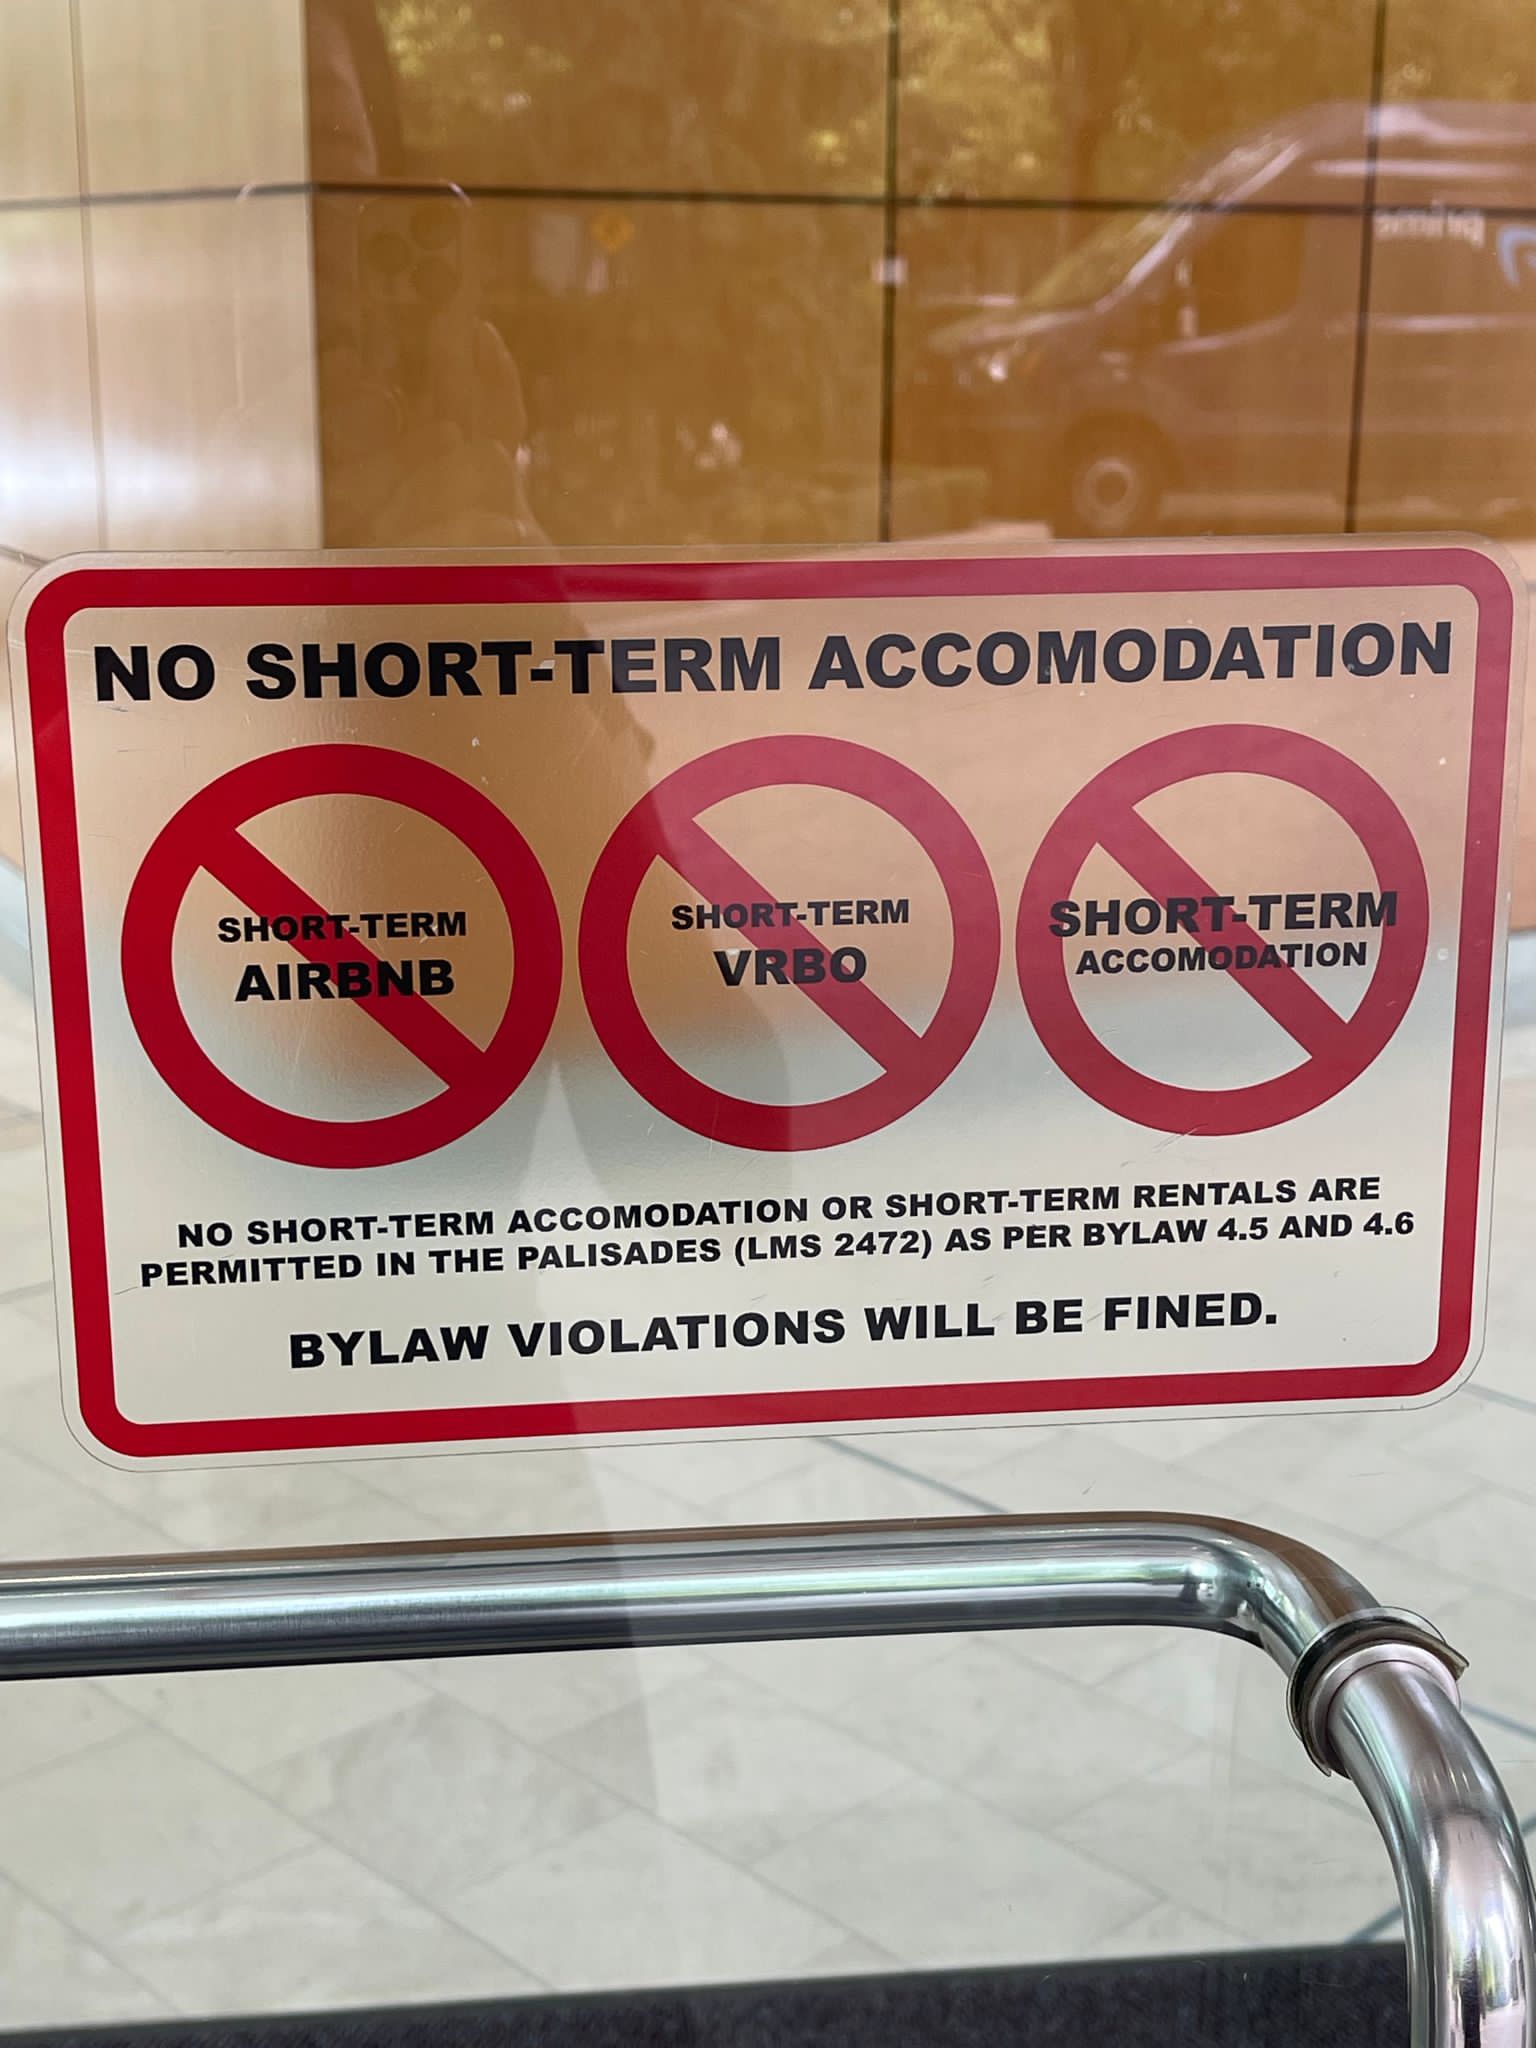 NO SHORT-TERM ACCOMODATION
SHORT-TERM
AIRBNB
SHORT-TERM
VRBO
SHORT-TERM
ACCOMODATION
NO SHORT-TERM ACCOMODATION OR SHORT-TERM RENTALS ARE
PERMITTED IN THE PALISADES (LMS 2472) AS PER BYLAW 4.5 AND 4.6
BYLAW VIOLATIONS WILL BE FINED.
prime